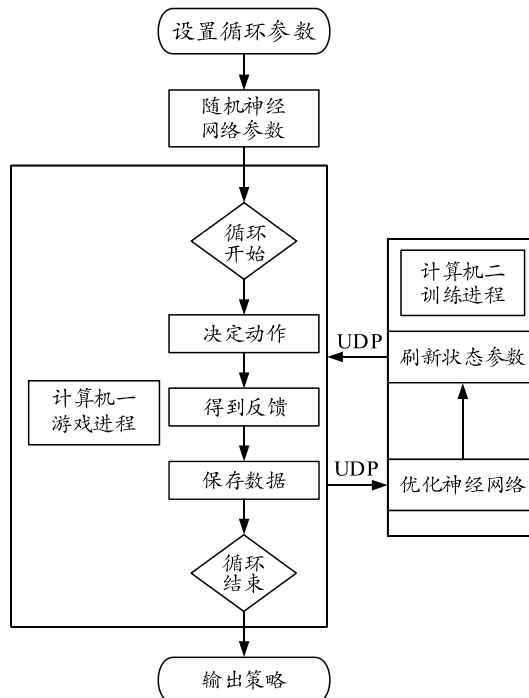 设置循环参数
随机神经
网络参数
循环
开始
计算机二
训练进程
决定动作
UDP
刷新状态参数
计算机一
游戏进程
得到反馈
保存数据
UDP
优化神经网络
循环
结束
输出策略